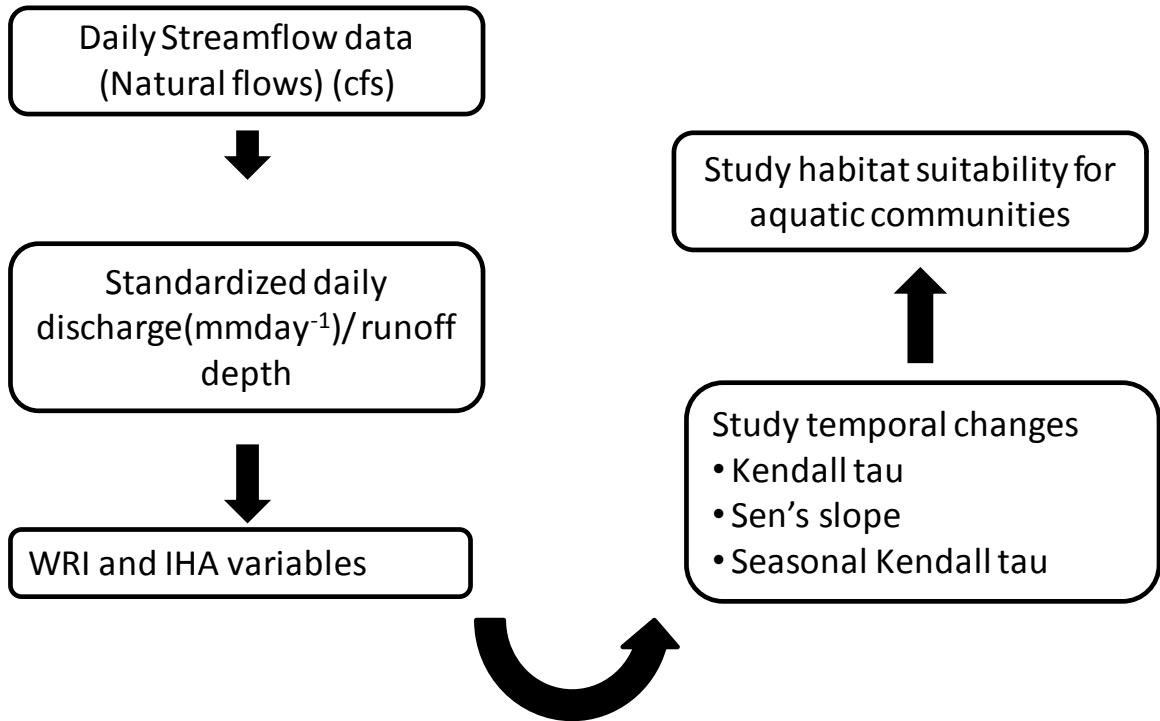 Daily Streamflow data
(Natural flows) (cfs)
Standardized daily
discharge(mmday⁻¹)/ runoff
depth
WRI and IHA variables
Study temporal changes
• Kendall tau
• Sen's slope
• Seasonal Kendall tau
Study habitat suitability for
aquatic communities